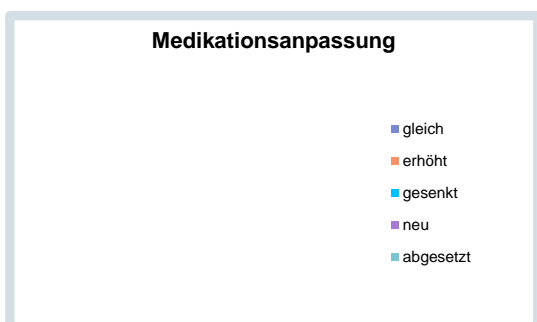 Medikationsanpassung
gleich
erhöht
gesenkt
neu
abgesetzt